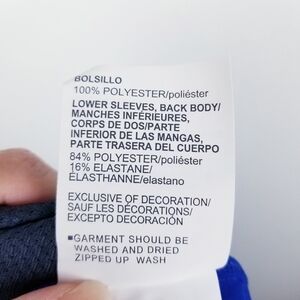 BOLSILLO
100% POLYESTER/poliéster
LOWER SLEEVES, BACK BODY/
MANCHES INFÉRIEURES,
CORPS DE DOS/PARTE
INFERIOR DE LAS MANGAS,
PARTE TRASERA DEL CUERPO
84% POLYESTER/poliéster
16% ELASTANE/
ÉLASTHANNE/elastano
EXCLUSIVE OF DECORATION/
SAUF LES DÉCORATIONS/
EXCEPTO DECORACIÓN
■GARMENT SHOULD BE
WASHED AND DRIED
ZIPPED UP WASH